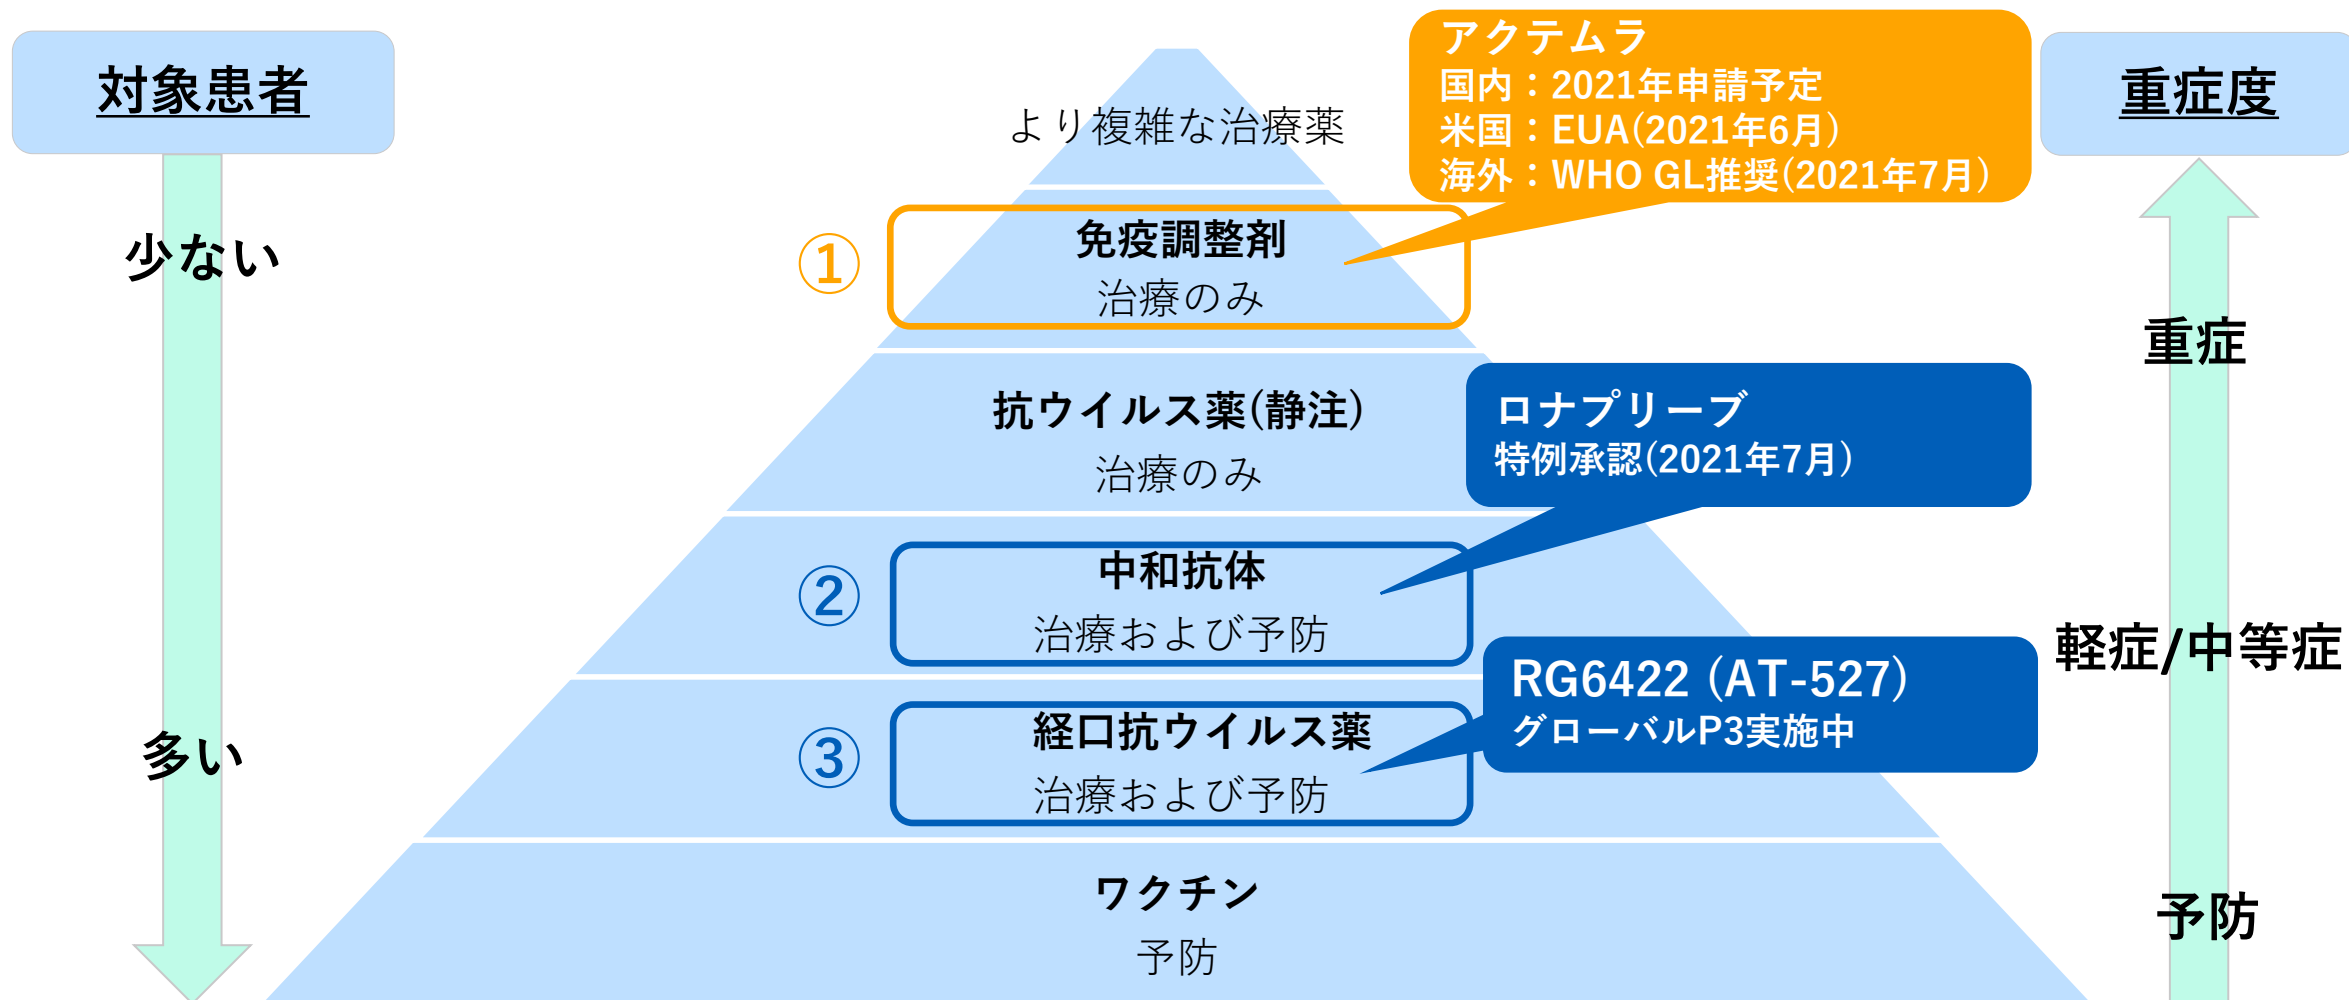 対象患者
少ない
多い
より複雑な治療薬
①
免疫調整剤
治療のみ
抗ウイルス薬(静注)
治療のみ
②
中和抗体
治療および予防
③
経口抗ウイルス薬
治療および予防
ワクチン
予防
アクテムラ
国内：2021年申請予定
米国：EUA(2021年6月)
海外：WHO GL推奨(2021年7月)
ロナプリーブ
特例承認(2021年7月)
RG6422 (AT-527)
グローバルP3実施中
重症度
重症
軽症/中等症
予防